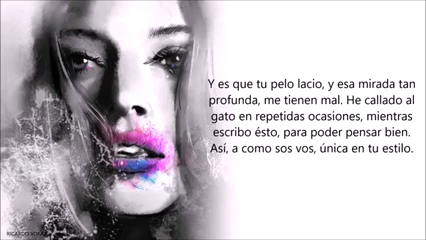 Y es que tu pelo lacio, y esa mirada tan
profunda, me tienen mal. He callado al
gato en repetidas ocasiones, mientras
escribo ésto, para poder pensar bien.
Así, a como sos vos, única en tu estilo.
RICARDO